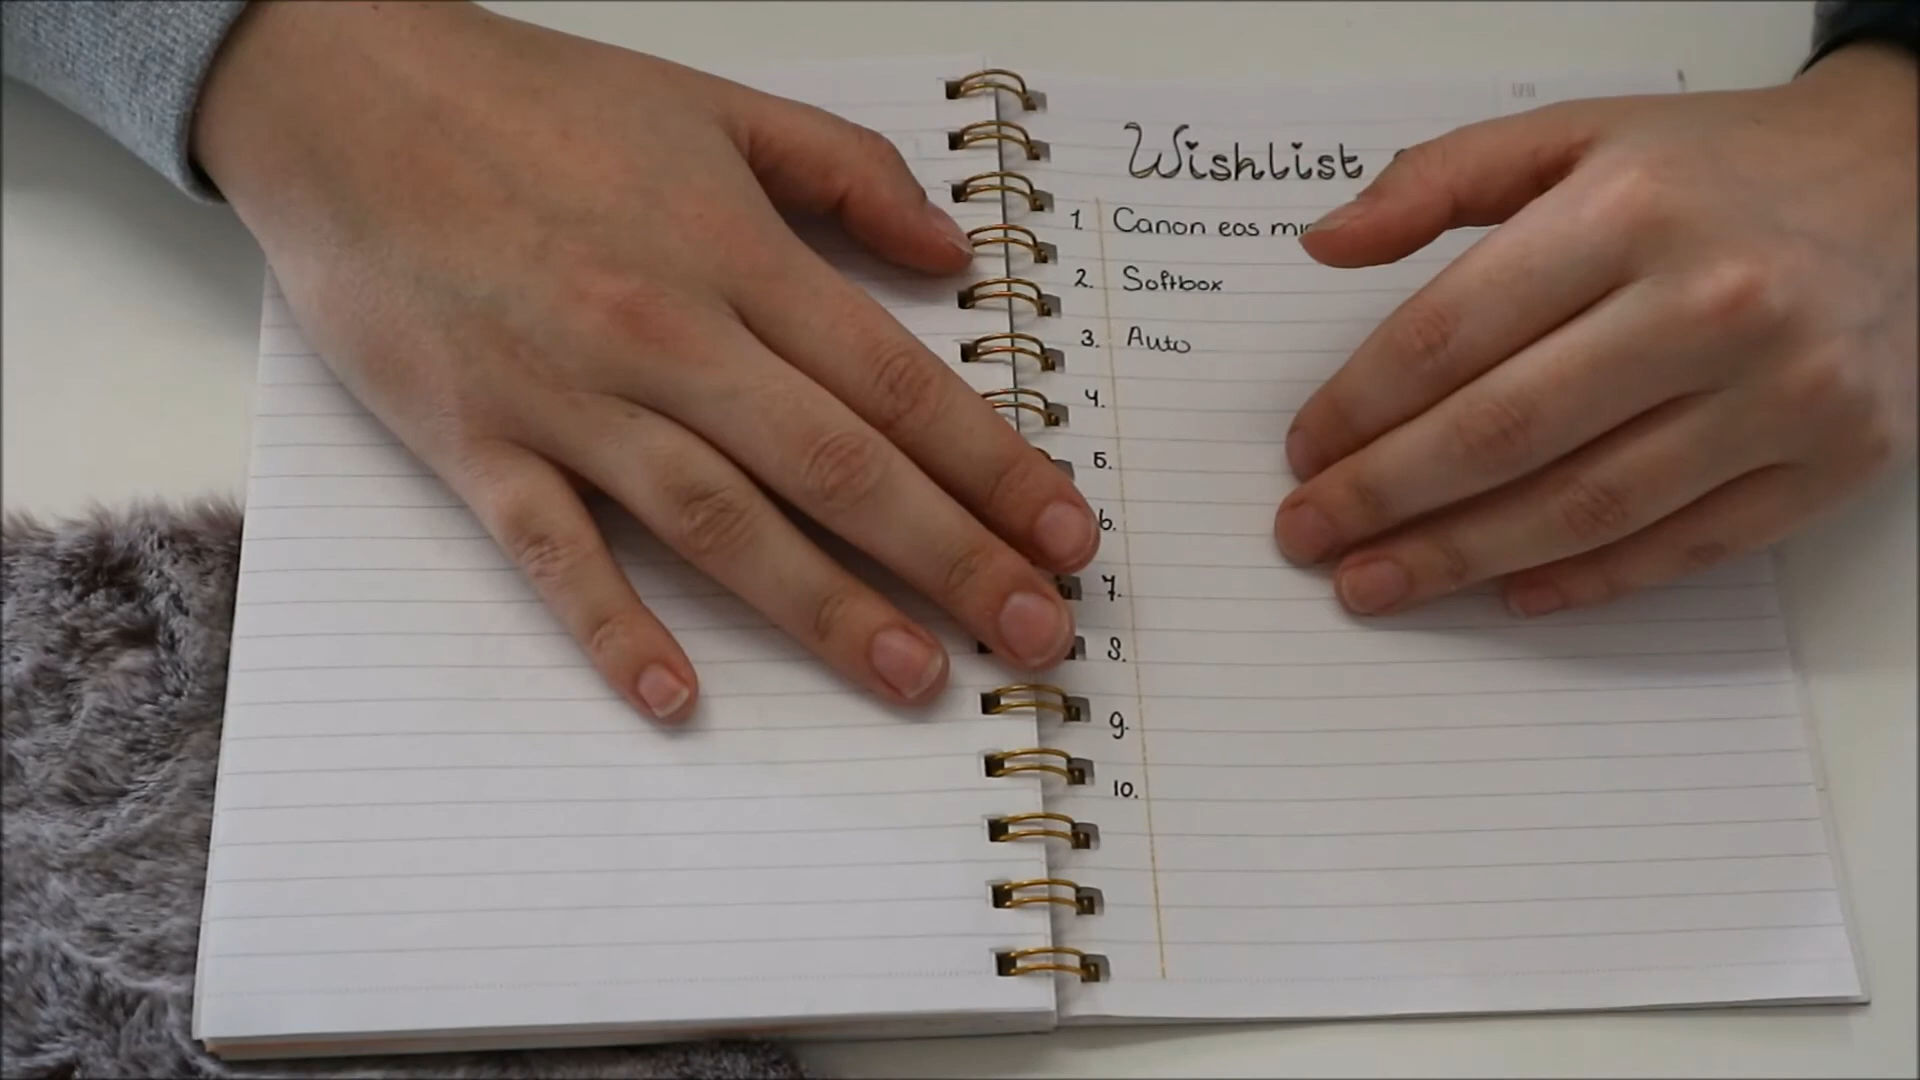 Wishlist
1. Canon eos
2. Softbox
3. Auto
4.
5.
6.
7.
8.
9.
10.